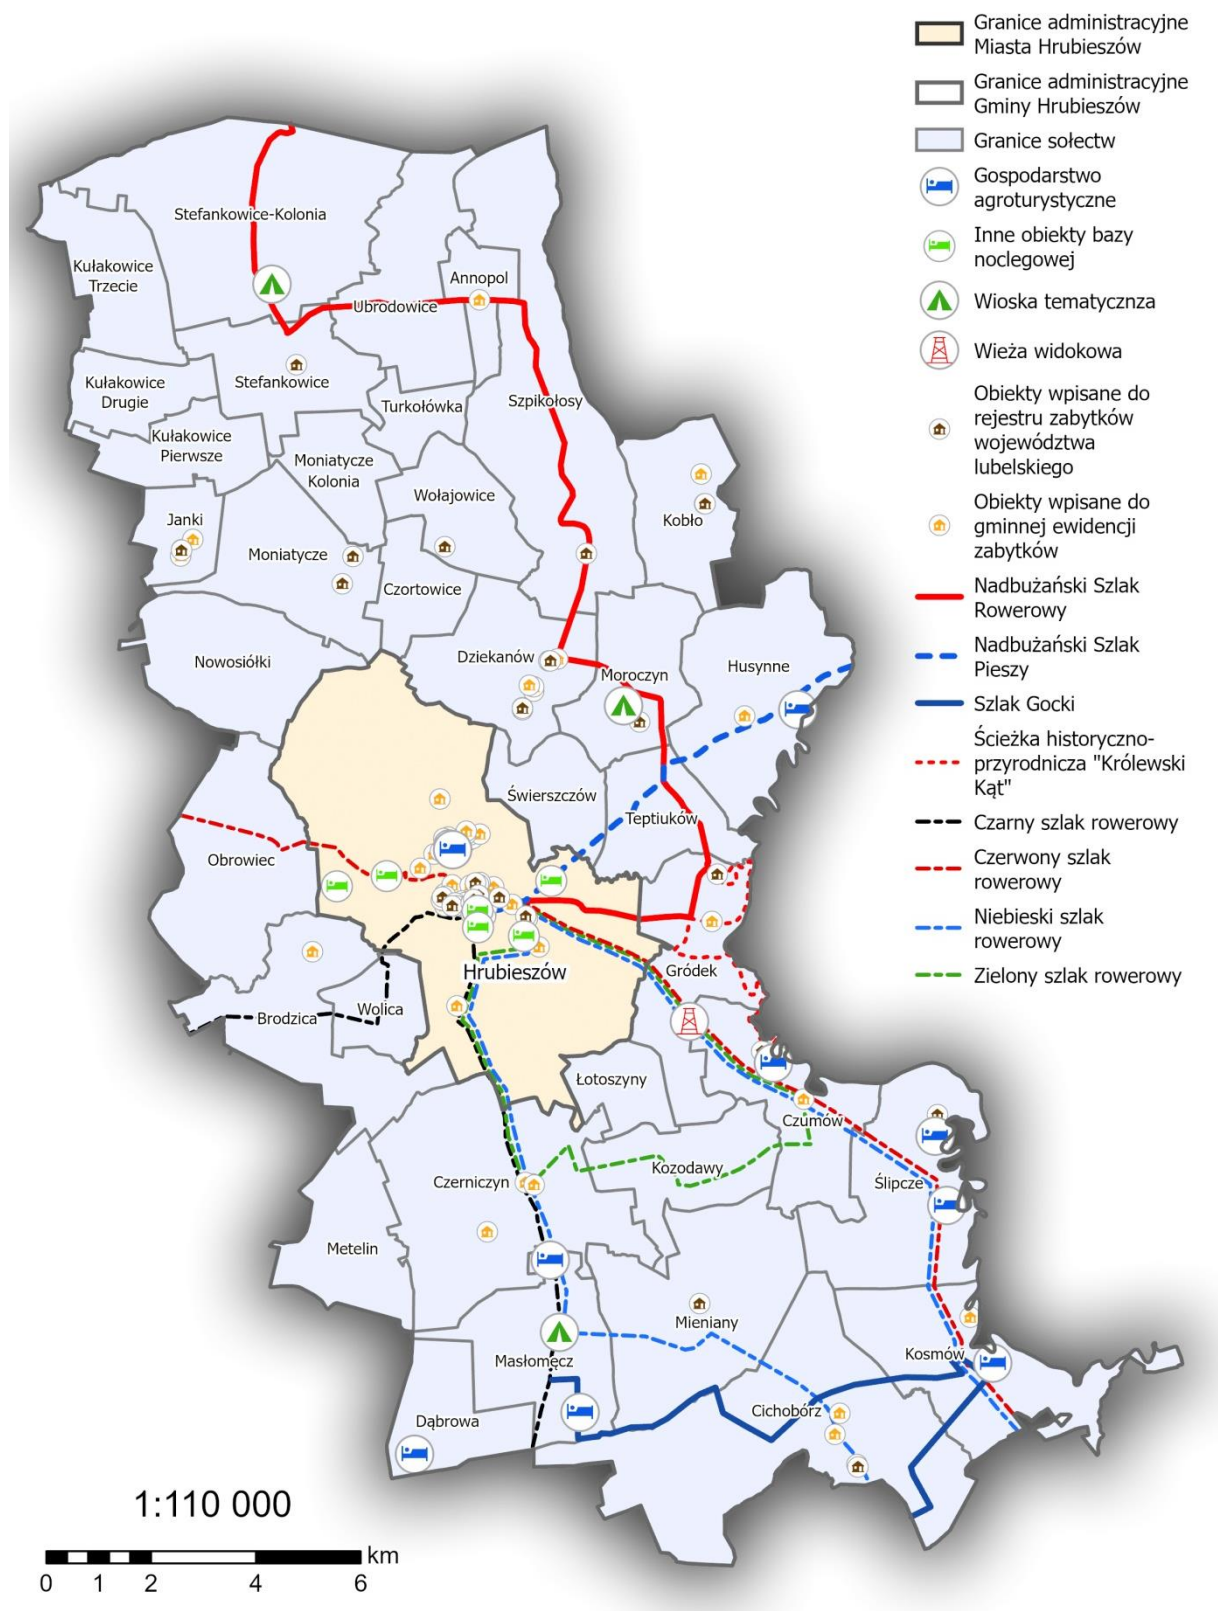 Granice administracyjne
Miasta Hrubieszów
Granice administracyjne
Gminy Hrubieszów
Granice sołectw
Gospodarstwo
agroturystyczne
Inne obiekty bazy
noclegowej
Wioska tematycznza
Wieża widokowa
Obiekty wpisane do
rejestru zabytków
województwa
lubelskiego
Obiekty wpisane do
gminnej ewidencji
zabytków
Nadbużański Szlak
Rowerowy
Nadbużański Szlak
Pieszy
Szlak Gocki
Ścieżka historyczno-
przyrodnicza "Królewski
Kąt"
Czarny szlak rowerowy
Czerwony szlak
rowerowy
Niebieski szlak
rowerowy
Zielony szlak rowerowy
Stefankowice-Kolonia
Kułakowice
Trzecie
Annopol
Ubrodowice
Kułakowice
Drugie
Stefankowice
Turkołówka
Szpikołosy
Kułakowice
Pierwsze
Moniatycze
Kolonia
Wołajowice
Janki
Kobło
Moniatycze
Czortowice
Nowosiółki
Dziekanów
Moroczyn
Husynne
Świerszczów
Teptiuków
Obrowiec
Hrubieszów
Gródek
Wolica
Brodzica
Łotoszyny
Czumów
Kozodawy
Czerniczyn
Ślipcze
Metelin
Mieniany
Masłomęcz
Kosmów
Cichobórz
Dąbrowa
1:110 000
km
0 1 2 4 6